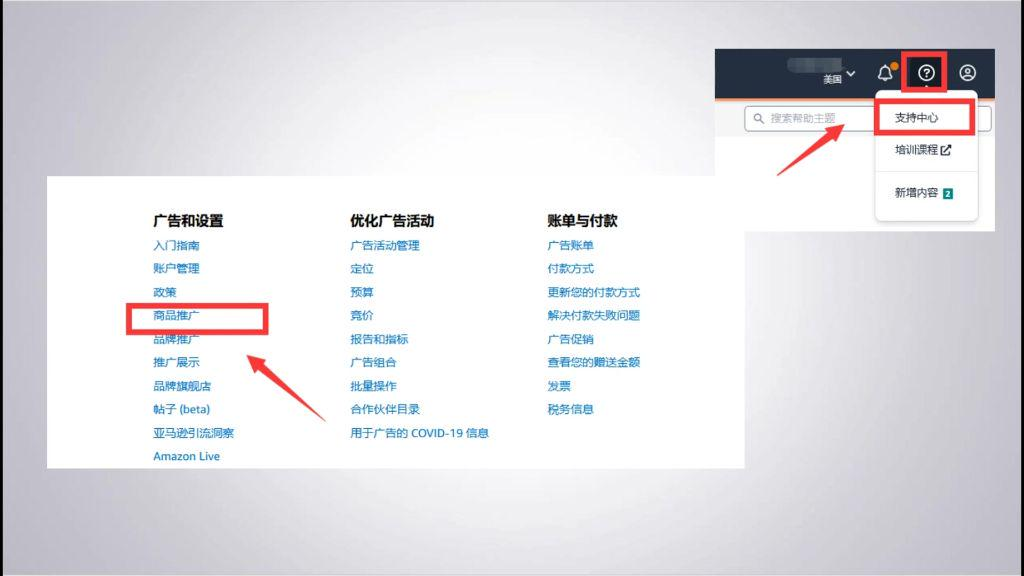 美国
搜索帮助主题
支持中心
培训课程
新增内容 2
广告和设置
入门指南
账户管理
政策
商品推广
品牌推广
推广展示
品牌旗舰店
帖子 (beta)
亚马逊引流洞察
Amazon Live
优化广告活动
广告活动管理
定位
预算
竞价
报告和指标
广告组合
批量操作
合作伙伴目录
用于广告的 COVID-19 信息
账单与付款
广告账单
付款方式
更新您的付款方式
解决付款失败问题
广告促销
查看您的赠送金额
发票
税务信息